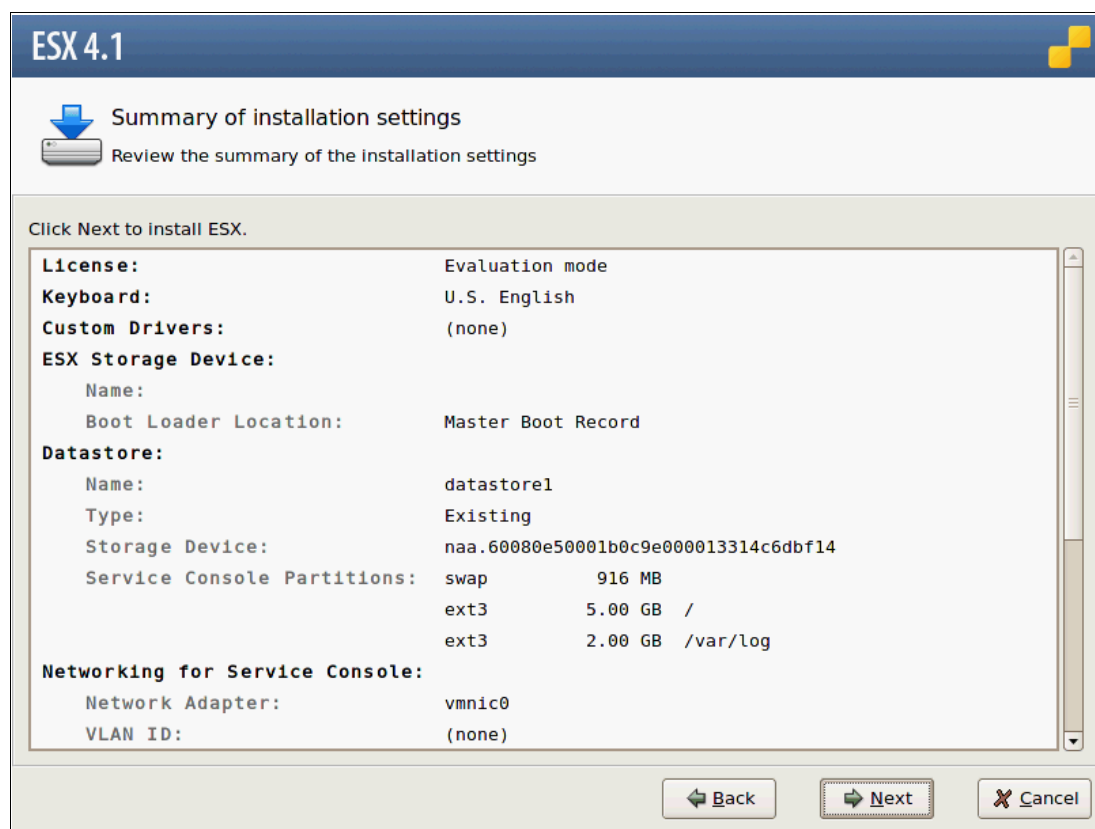 ESX 4.1
Summary of installation settings
Review the summary of the installation settings
Click Next to install ESX.
License: Evaluation mode
Keyboard: U.S. English
Custom Drivers: (none)
ESX Storage Device:
Name:
Boot Loader Location: Master Boot Record
Datastore:
Name: datastore1
Type: Existing
Storage Device: naa.60080e50001b0c9e000013314c6dbf14
Service Console Partitions: swap 916 MB
ext3 5.00 GB /
ext3 2.00 GB /var/log
Networking for Service Console:
Network Adapter: vmnic0
VLAN ID: (none)
Back Next Cancel